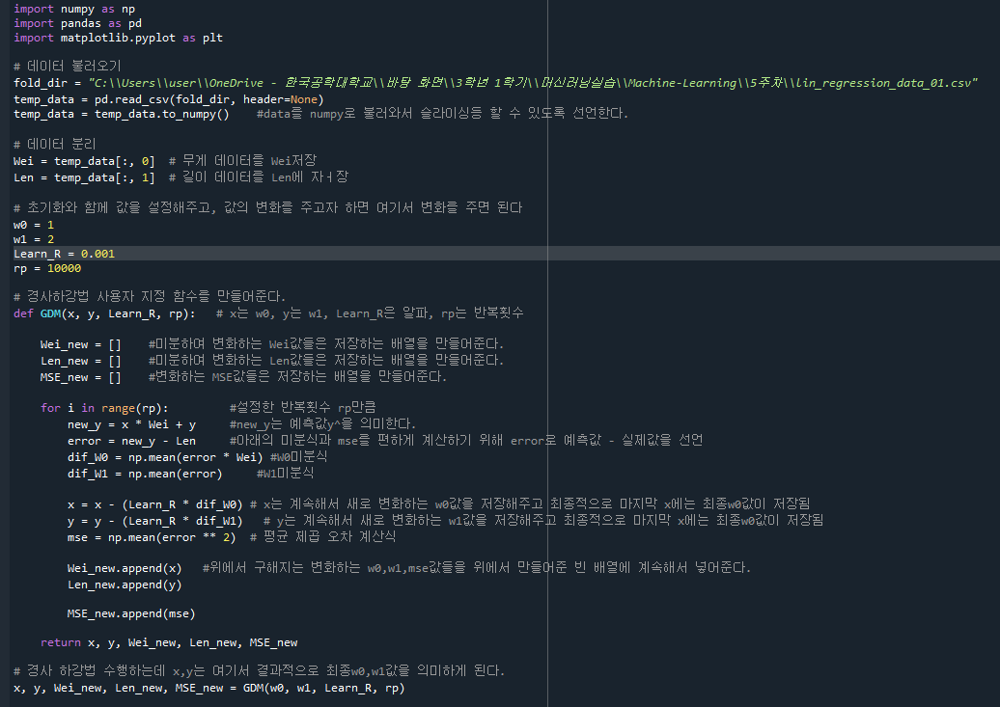 import numpy as np
import pandas as pd
import matplotlib.pyplot as plt
# 데이터 불러오기
fold_dir = "C:\\Users\\user\\OneDrive - 한국공학대학교\\바탕 화면\\3학년 1학기\\머신러닝실습\\Machine-Learning\\5주차\\lin_regression_data_01.csv"
temp_data = pd.read_csv(fold_dir, header=None)
temp_data = temp_data.to_numpy()    #data를 numpy로 불러와서 슬라이싱등 할 수 있도록 선언한다.
# 데이터 분리
Wei = temp_data[:, 0]  # 무게 데이터를 Wei저장
Len = temp_data[:, 1]  # 길이 데이터를 Len에 자ㅓ장
# 초기화와 함께 값을 설정해주고, 값의 변화를 주고자 하면 여기서 변화를 주면 된다
w0 = 1
w1 = 2
Learn_R = 0.001
rp = 10000
# 경사하강법 사용자 지정 함수를 만들어준다.
def GDM(x, y, Learn_R, rp):   # x는 w0, y는 w1, Learn_R은 알파, rp는 반복횟수
    Wei_new = []    #미분하여 변화하는 Wei값들은 저장하는 배열을 만들어준다.
    Len_new = []    #미분하여 변화하는 Len값들은 저장하는 배열을 만들어준다.
    MSE_new = []    #변화하는 MSE값들은 저장하는 배열을 만들어준다.
    for i in range(rp):         #설정한 반복횟수 rp만큼
        new_y = x * Wei + y     #new_y는 예측값y^을 의미한다.
        error = new_y - Len     #아래의 미분식과 mse를 편하게 계산하기 위해 error로 예측값 - 실제값을 선언
        dif_W0 = np.mean(error * Wei) #W0미분식
        dif_W1 = np.mean(error)     #W1미분식
        x = x - (Learn_R * dif_W0) # x는 계속해서 새로 변화하는 w0값을 저장해주고 최종적으로 마지막 x에는 최종w0값이 저장됨
        y = y - (Learn_R * dif_W1)   # y는 계속해서 새로 변화하는 w1값을 저장해주고 최종적으로 마지막 x에는 최종w0값이 저장됨
        mse = np.mean(error ** 2)  # 평균 제곱 오차 계산식
        Wei_new.append(x)   #위에서 구해지는 변화하는 w0,w1,mse값들을 위에서 만들어준 빈 배열에 계속해서 넣어준다.
        Len_new.append(y)
        MSE_new.append(mse)
    return x, y, Wei_new, Len_new, MSE_new
# 경사 하강법 수행하는데 x,y는 여기서 결과적으로 최종w0,w1값을 의미하게 된다.
x, y, Wei_new, Len_new, MSE_new = GDM(w0, w1, Learn_R, rp)